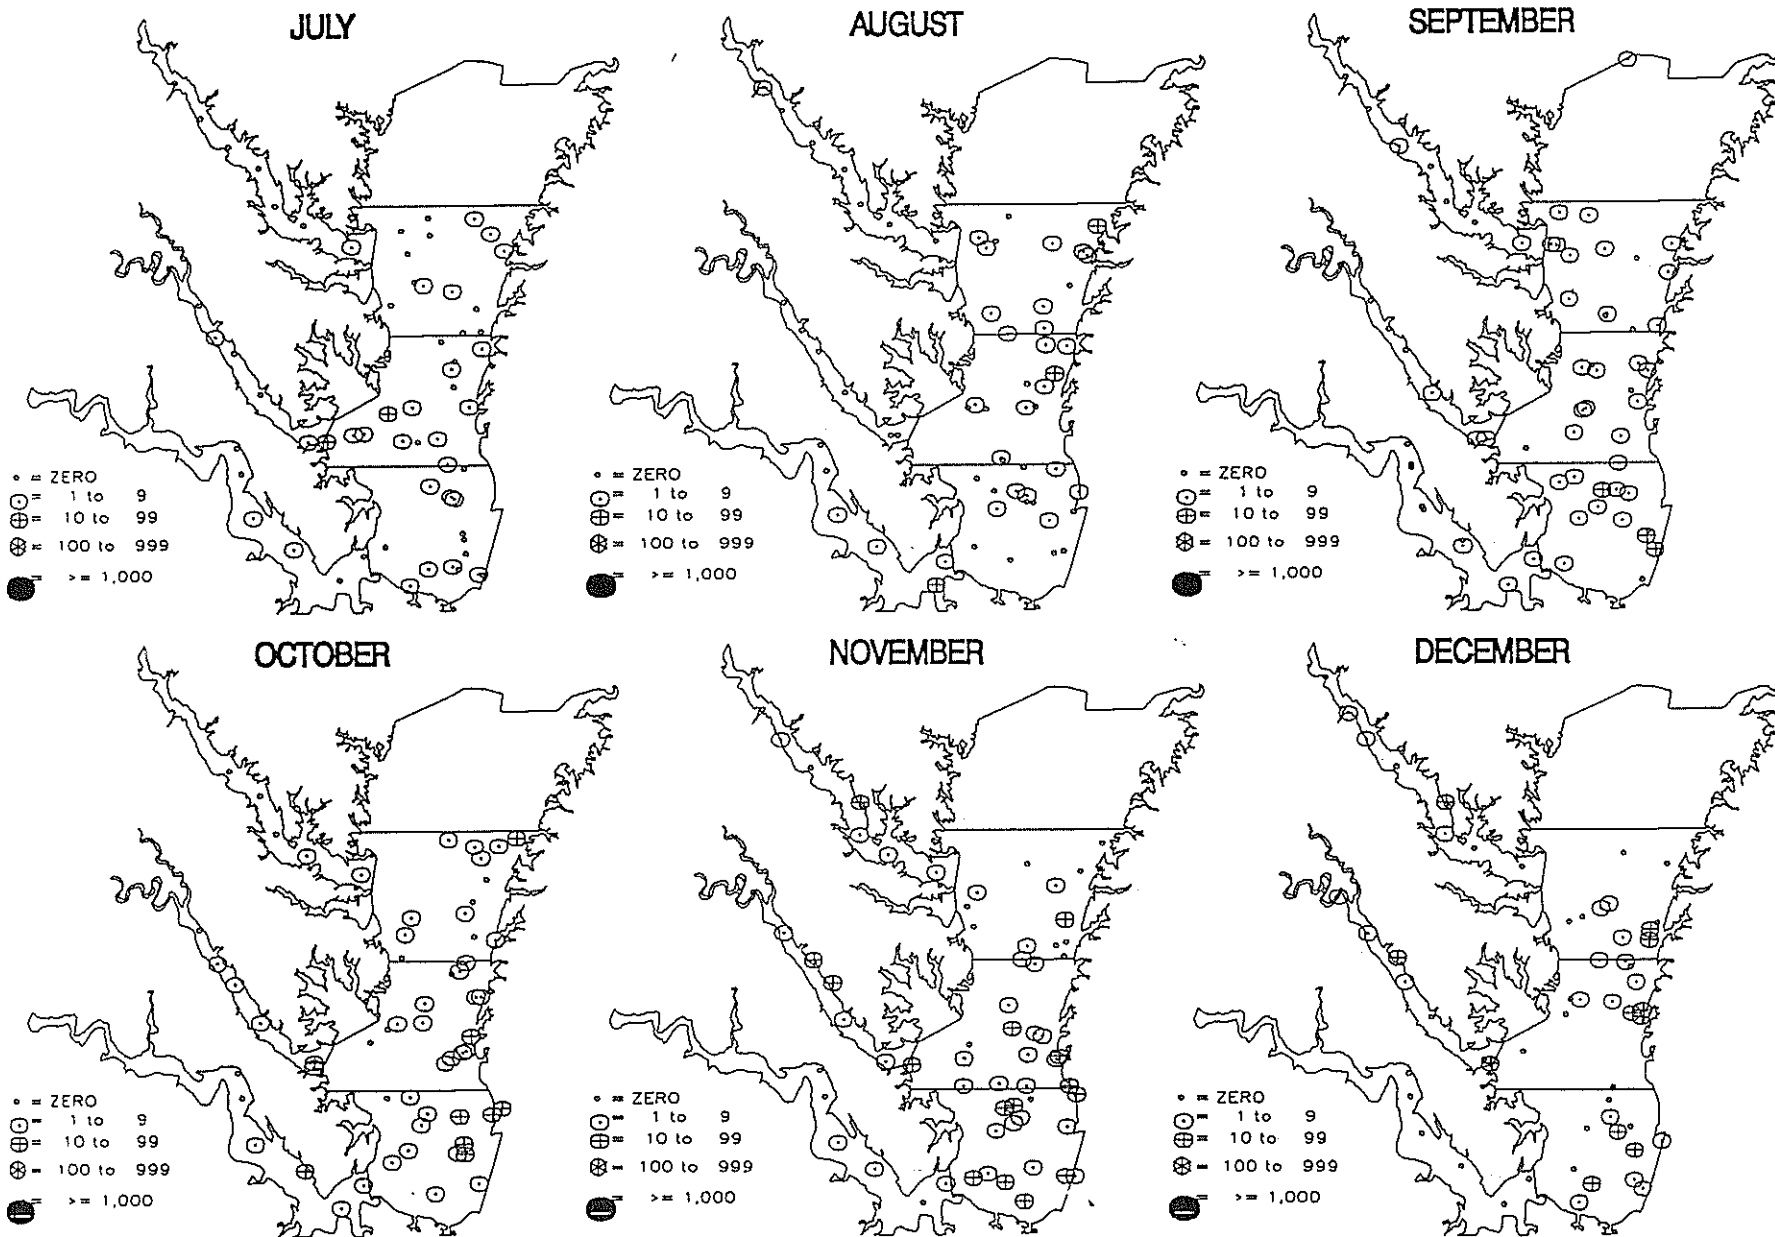 JULY
AUGUST
SEPTEMBER
= ZERO
= 1 to 9
= 10 to 99
= 100 to 999
= >= 1,000
= ZERO
= 1 to 9
= 10 to 99
= 100 to 999
= >= 1,000
= ZERO
= 1 to 9
= 10 to 99
= 100 to 999
= >= 1,000
OCTOBER
NOVEMBER
DECEMBER
= ZERO
= 1 to 9
= 10 to 99
= 100 to 999
= >= 1,000
= ZERO
= 1 to 9
= 10 to 99
= 100 to 999
= >= 1,000
= ZERO
= 1 to 9
= 10 to 99
= 100 to 999
= >= 1,000